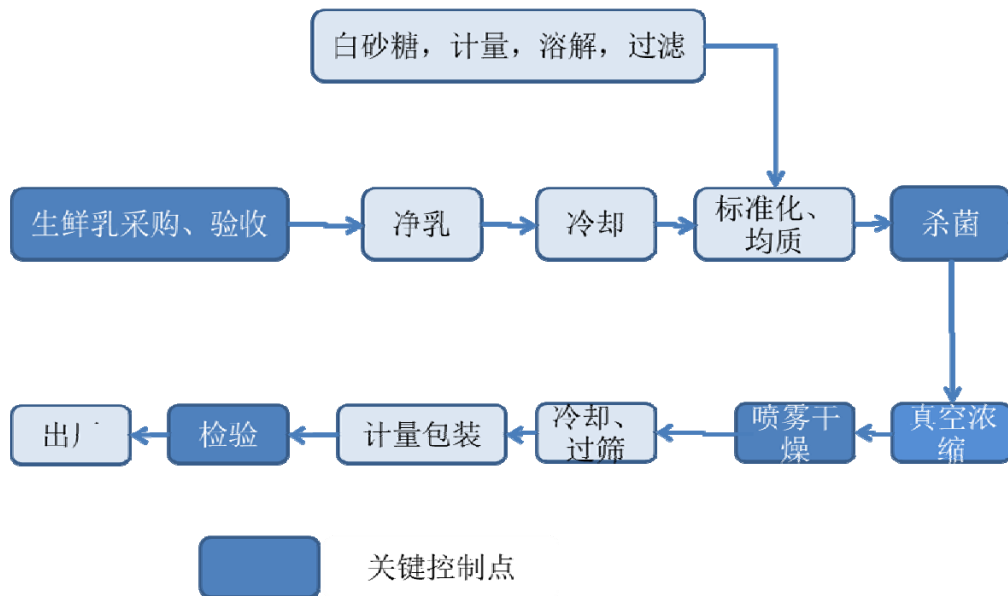 白砂糖，计量，溶解，过滤
生鲜乳采购、验收
净乳
冷却
标准化、
均质
杀菌
出厂
检验
计量包装
冷却、
过筛
喷雾干
燥
真空浓
缩
关键控制点